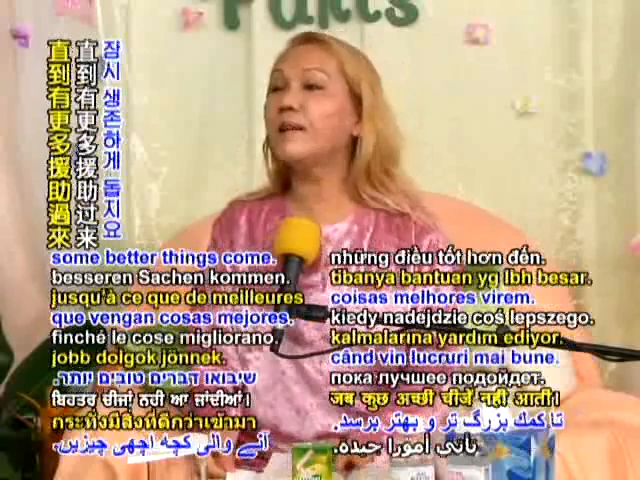 Parts
直到有更多援助過來
直到有更多援助过来
잠시 생존하게 돕지요
some better things come.
besseren Sachen kommen.
jusqu'à ce que de meilleures
que vengan cosas mejores.
finché le cose migliorano.
jobb dolgok jönnek.
שיבואו דברים טובים יותר.
ਬਿਹਤਰ ਚੀਜਾਂ ਨਹੀ ਆ ਜਾਂਦੀਆਂ।
กระทั่งมีสิ่งที่ดีกว่าเข้ามา
آنے والی کچھ اچھی چیزیں.
những điều tốt hơn đến.
tibanya bantuan yg lbh besar.
coisas melhores virem.
kiedy nadejdzie coś lepszego.
kalmalarına yardım ediyor.
când vin lucruri mai bune.
пока лучшее подойдет.
जब कुछ अच्छी चीजें नहीं आतीं।
تا کمک بزرگ تر و بهتر برسد.
تأتي أمورا جيدة.